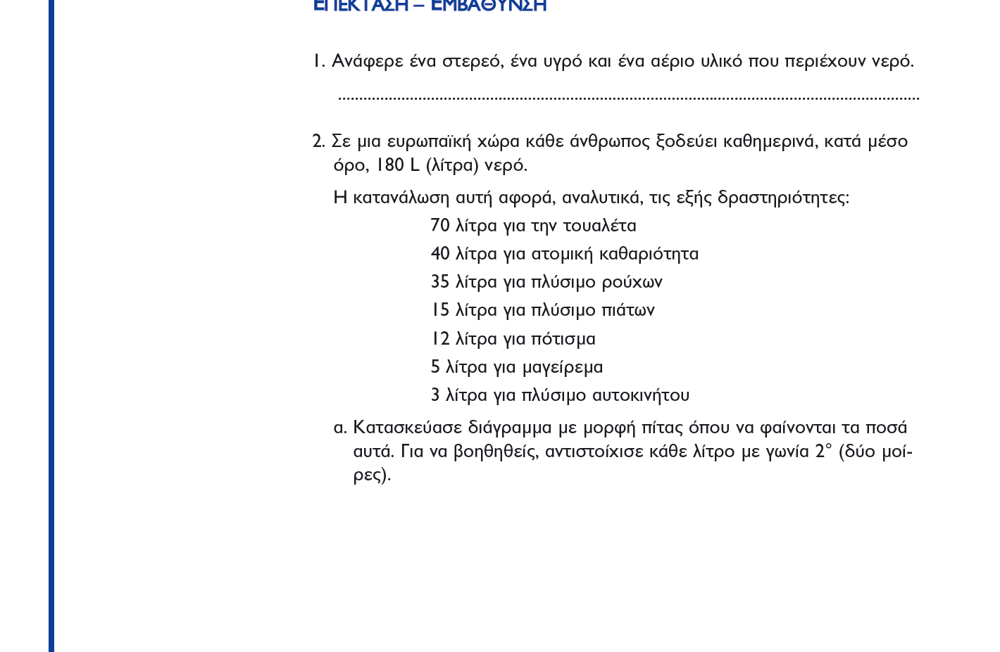 ΕΠΕΚΤΑΣΗ – ΕΜΒΑΘΥΝΣΗ
1. Ανάφερε ένα στερεό, ένα υγρό και ένα αέριο υλικό που περιέχουν νερό.
..........................................................................................................................................
2. Σε μια ευρωπαϊκή χώρα κάθε άνθρωπος ξοδεύει καθημερινά, κατά μέσο
όρο, 180 L (λίτρα) νερό.
Η κατανάλωση αυτή αφορά, αναλυτικά, τις εξής δραστηριότητες:
70 λίτρα για την τουαλέτα
40 λίτρα για ατομική καθαριότητα
35 λίτρα για πλύσιμο ρούχων
15 λίτρα για πλύσιμο πιάτων
12 λίτρα για πότισμα
5 λίτρα για μαγείρεμα
3 λίτρα για πλύσιμο αυτοκινήτου
α. Κατασκεύασε διάγραμμα με μορφή πίτας όπου να φαίνονται τα ποσά
αυτά. Για να βοηθηθείς, αντιστοίχισε κάθε λίτρο με γωνία 2° (δύο μοί-
ρες).